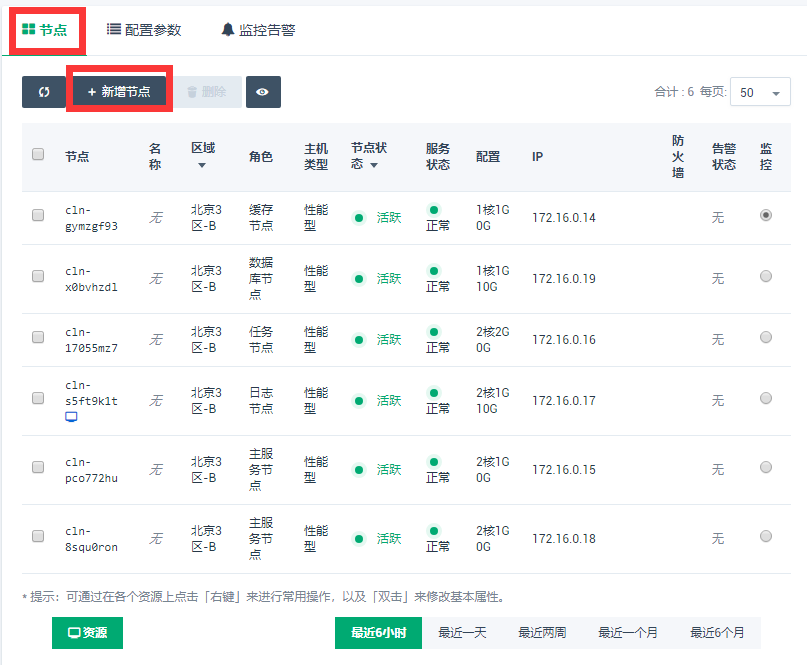 节点 配置参数 监控告警
+ 新增节点 删除 合计 : 6 每页: 50
节点 名称 区域 角色 主机类型 节点状态 服务状态 配置 IP 防火墙 告警状态 监控
cln-gymzgf93 无 北京3区-B 缓存节点 性能型 活跃 正常 1核1G 0G 172.16.0.14 无
cln-x0bvhzdl 无 北京3区-B 数据库节点 性能型 活跃 正常 1核1G 10G 172.16.0.19 无
cln-17055mz7 无 北京3区-B 任务节点 性能型 活跃 正常 2核2G 0G 172.16.0.16 无
cln-s5ft9k1t 无 北京3区-B 日志节点 性能型 活跃 正常 2核1G 10G 172.16.0.17 无
cln-pco772hu 无 北京3区-B 主服务节点 性能型 活跃 正常 2核1G 0G 172.16.0.15 无
cln-8squ0ron 无 北京3区-B 主服务节点 性能型 活跃 正常 2核1G 0G 172.16.0.18 无
* 提示：可通过在各个资源上点击「右键」来进行常用操作，以及「双击」来修改基本属性。
资源 最近6小时 最近一天 最近两周 最近一个月 最近6个月